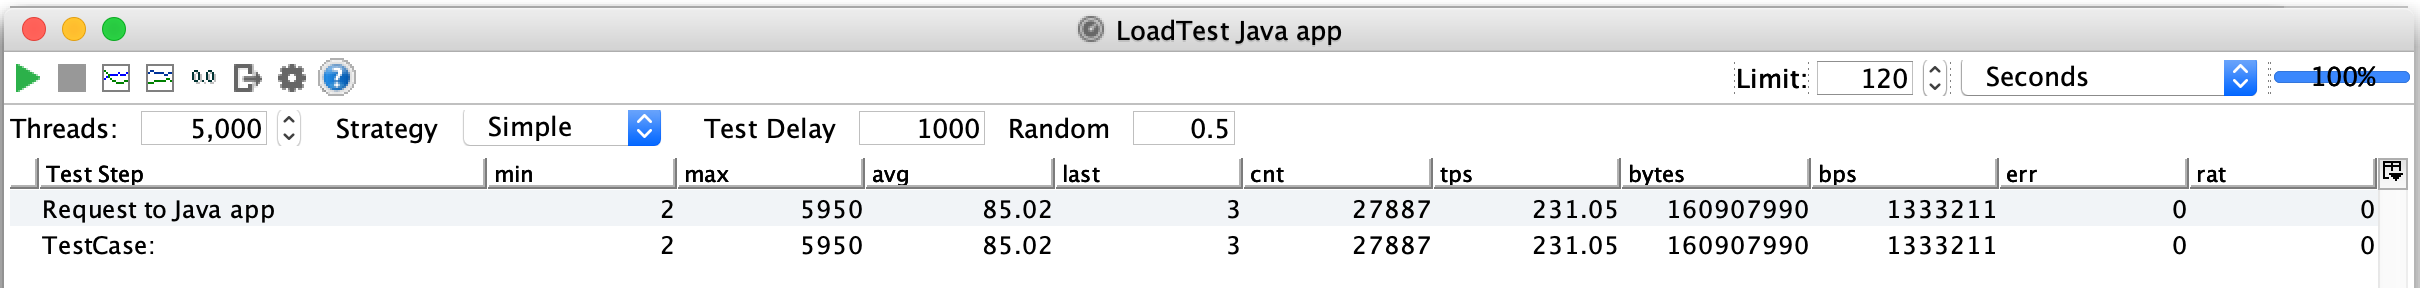 LoadTest Java app
0.0 ? Limit: 120 Seconds 100%
Threads: 5,000 Strategy Simple Test Delay 1000 Random 0.5
Test Step min max avg last cnt tps bytes bps err rat
Request to Java app 2 5950 85.02 3 27887 231.05 160907990 1333211 0 0
TestCase: 2 5950 85.02 3 27887 231.05 160907990 1333211 0 0